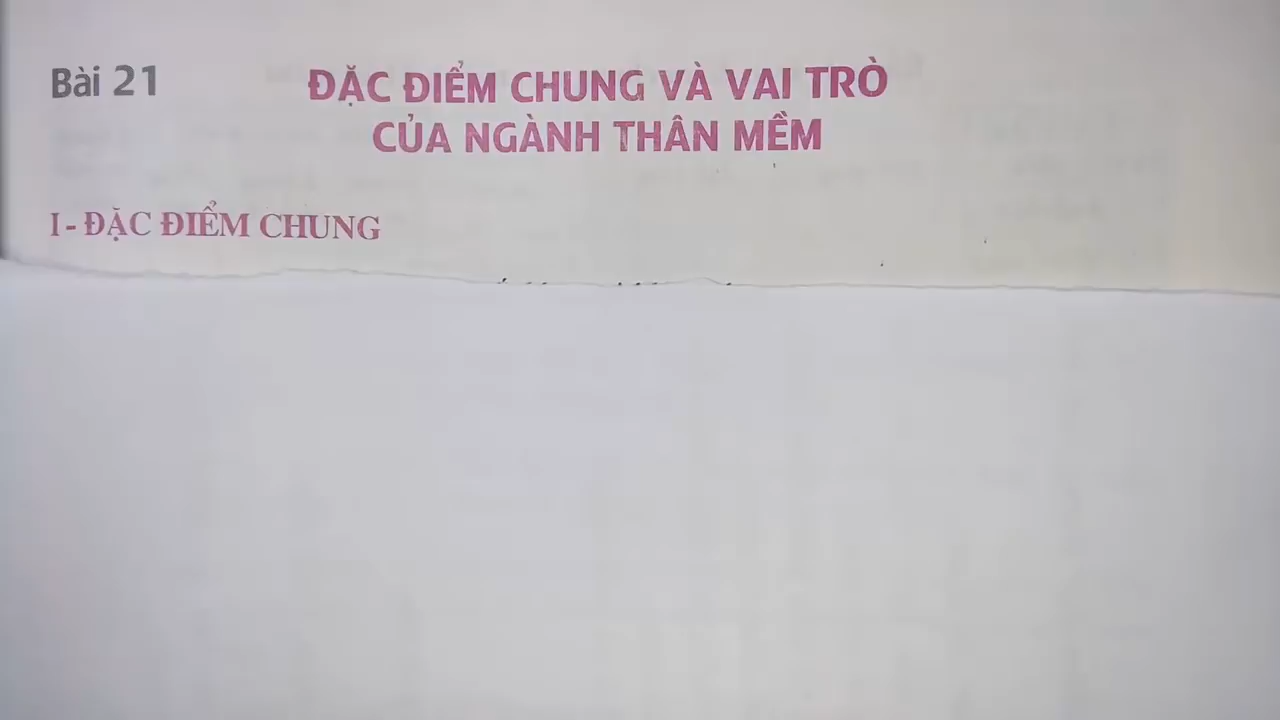 Bài 21
ĐẶC ĐIỂM CHUNG VÀ VAI TRÒ
CỦA NGÀNH THÂN MỀM
I - ĐẶC ĐIỂM CHUNG